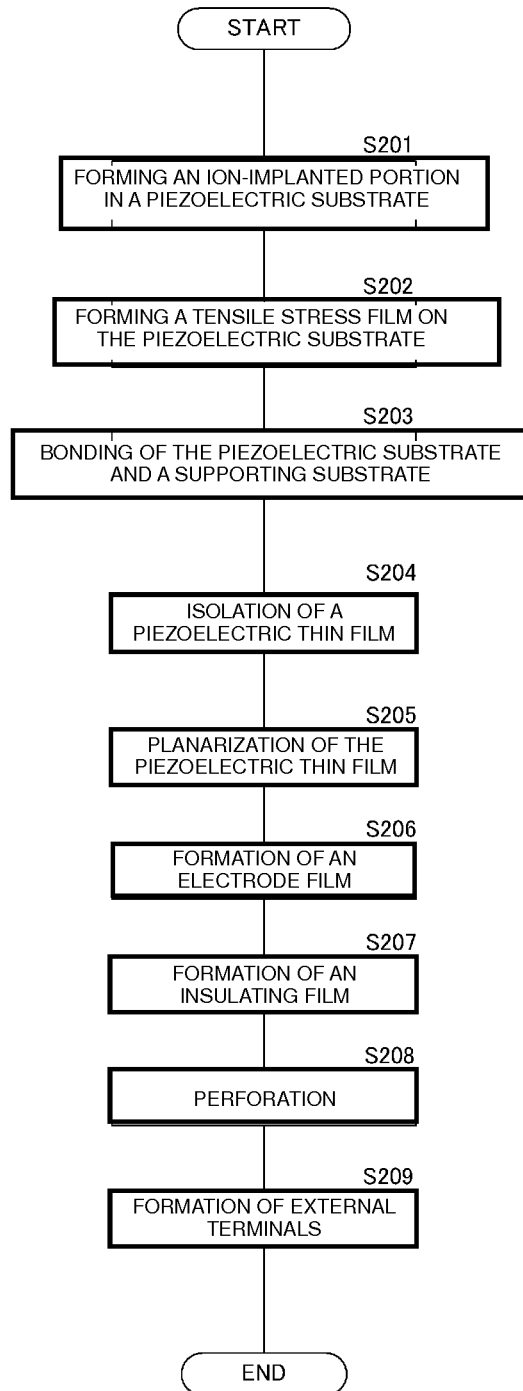 START
S201
FORMING AN ION-IMPLANTED PORTION
IN A PIEZOELECTRIC SUBSTRATE
S202
FORMING A TENSILE STRESS FILM ON
THE PIEZOELECTRIC SUBSTRATE
S203
BONDING OF THE PIEZOELECTRIC SUBSTRATE
AND A SUPPORTING SUBSTRATE
S204
ISOLATION OF A
PIEZOELECTRIC THIN FILM
S205
PLANARIZATION OF THE
PIEZOELECTRIC THIN FILM
S206
FORMATION OF AN
ELECTRODE FILM
S207
FORMATION OF AN
INSULATING FILM
S208
PERFORATION
S209
FORMATION OF EXTERNAL
TERMINALS
END